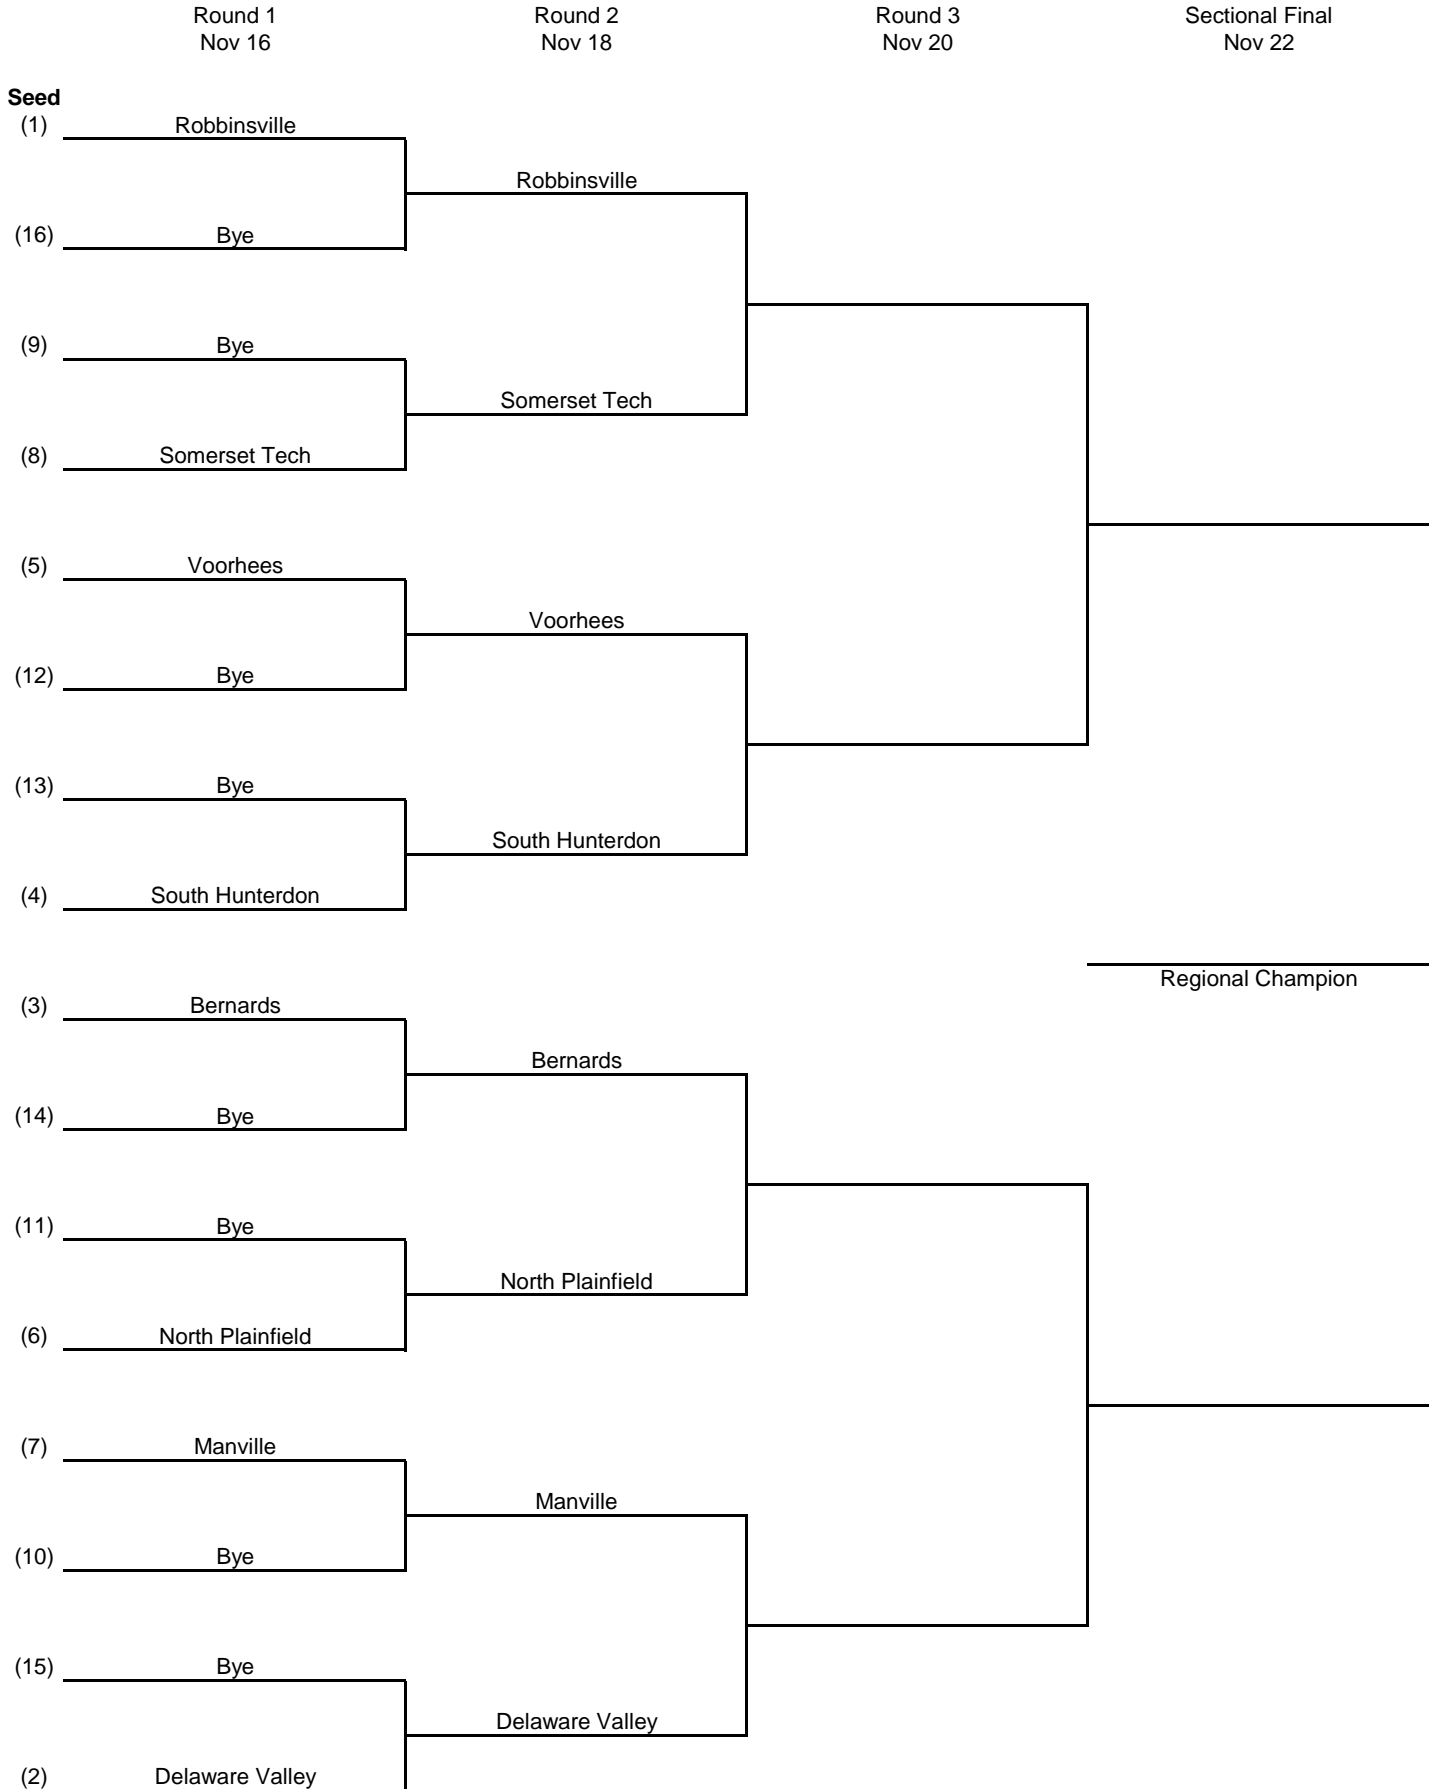 Round 1 Round 2 Round 3 Sectional Final
Nov 16 Nov 18 Nov 20 Nov 22
Seed
(1) Robbinsville
Robbinsville
(16) Bye
(9) Bye
Somerset Tech
(8) Somerset Tech
(5) Voorhees
Voorhees
(12) Bye
(13) Bye
South Hunterdon
(4) South Hunterdon
Regional Champion
(3) Bernards
Bernards
(14) Bye
(11) Bye
North Plainfield
(6) North Plainfield
(7) Manville
Manville
(10) Bye
(15) Bye
Delaware Valley
(2) Delaware Valley